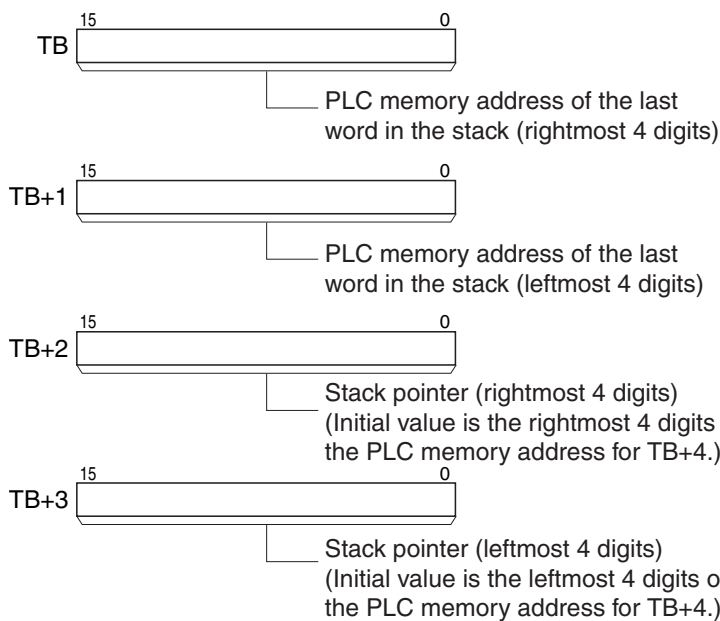 15 0
TB
PLC memory address of the last
word in the stack (rightmost 4 digits)
15 0
TB+1
PLC memory address of the last
word in the stack (leftmost 4 digits)
15 0
TB+2
Stack pointer (rightmost 4 digits)
(Initial value is the rightmost 4 digits
the PLC memory address for TB+4.)
15 0
TB+3
Stack pointer (leftmost 4 digits)
(Initial value is the leftmost 4 digits o
the PLC memory address for TB+4.)